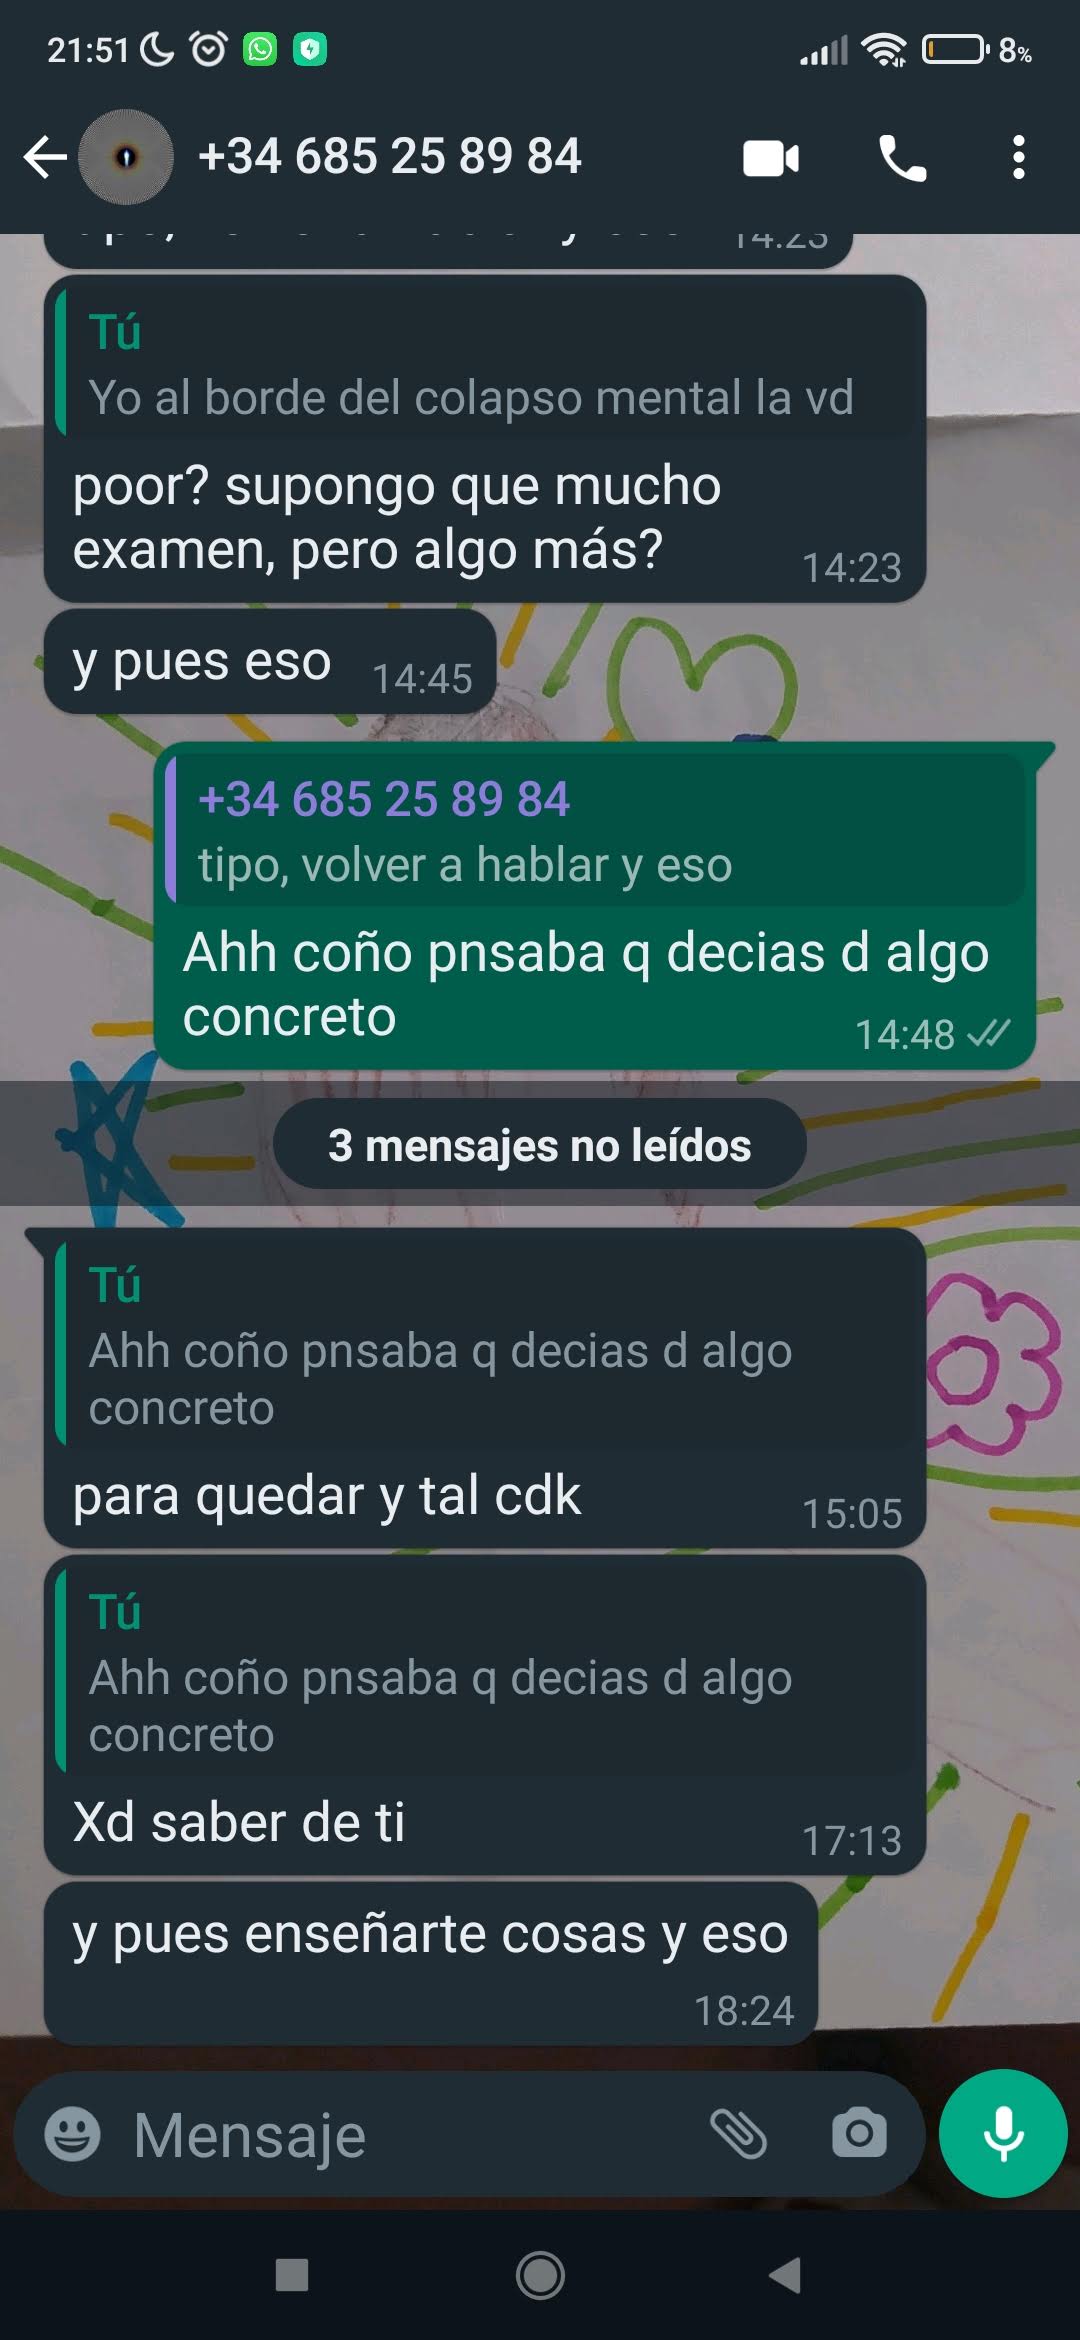 21:51
8%
+34 685 25 89 84
14:23
Tú
Yo al borde del colapso mental la vd
poor? supongo que mucho
examen, pero algo más?
14:23
y pues eso
14:45
+34 685 25 89 84
tipo, volver a hablar y eso
Ahh coño pnsaba q decias d algo
concreto
14:48
3 mensajes no leídos
Tú
Ahh coño pnsaba q decias d algo
concreto
para quedar y tal cdk
15:05
Tú
Ahh coño pnsaba q decias d algo
concreto
Xd saber de ti
17:13
y pues enseñarte cosas y eso
18:24
Mensaje